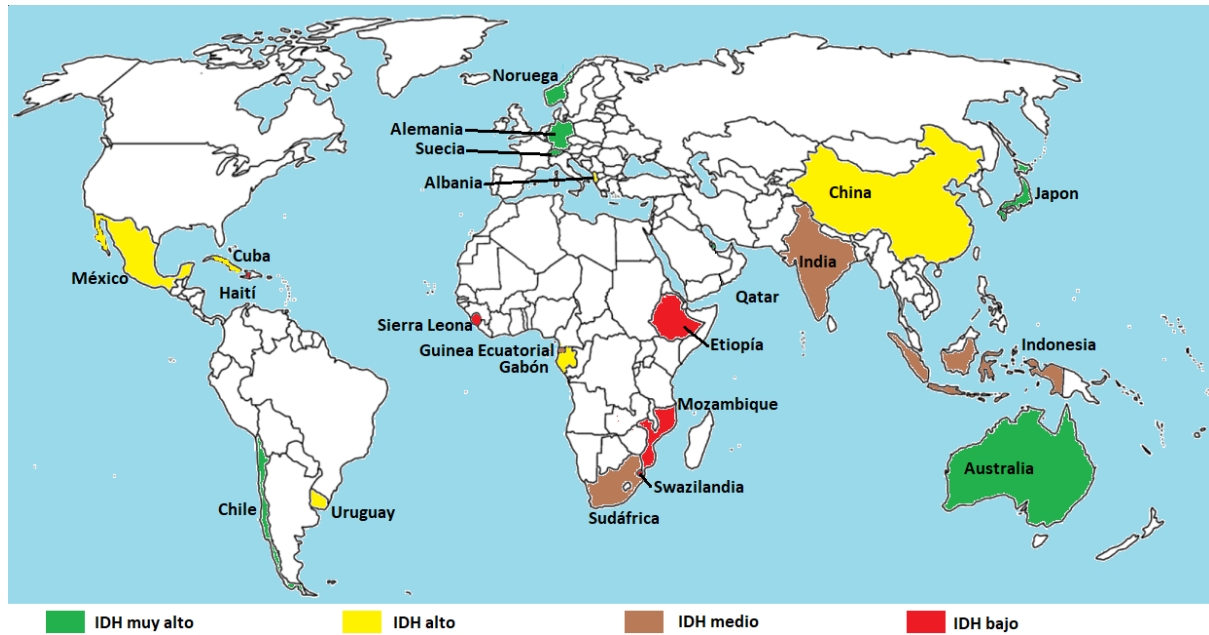 Noruega
Alemania
Suecia
Albania
China
Japon
Cuba
México
Haití
India
Qatar
Sierra Leona
Etiopía
Guinea Ecuatorial
Gabón
Indonesia
Mozambique
Australia
Swazilandia
Chile
Uruguay
Sudáfrica
IDH muy alto
IDH alto
IDH medio
IDH bajo